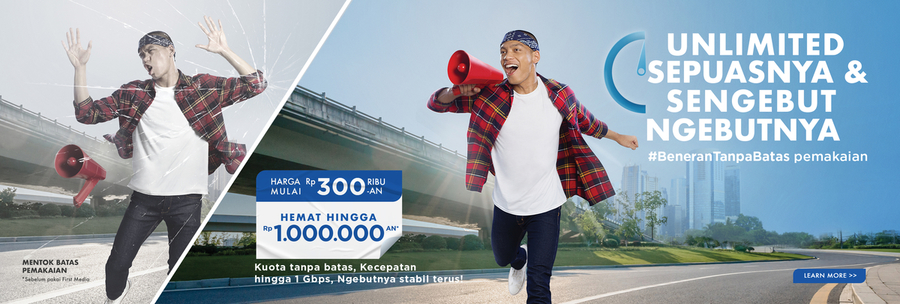 UNLIMITED
SEPUASNYA &
SENGEBUT
NGEBUTNYA
#BeneranTanpaBatas pemakaian
HARGA MULAI Rp 300 RIBU-AN
HEMAT HINGGA
Rp 1.000.000 AN*
Kuota tanpa batas, Kecepatan
hingga 1 Gbps, Ngebutnya stabil terus!
MENTOK BATAS
PEMAKAIAN
*Sebelum pakai First Media
LEARN MORE >>